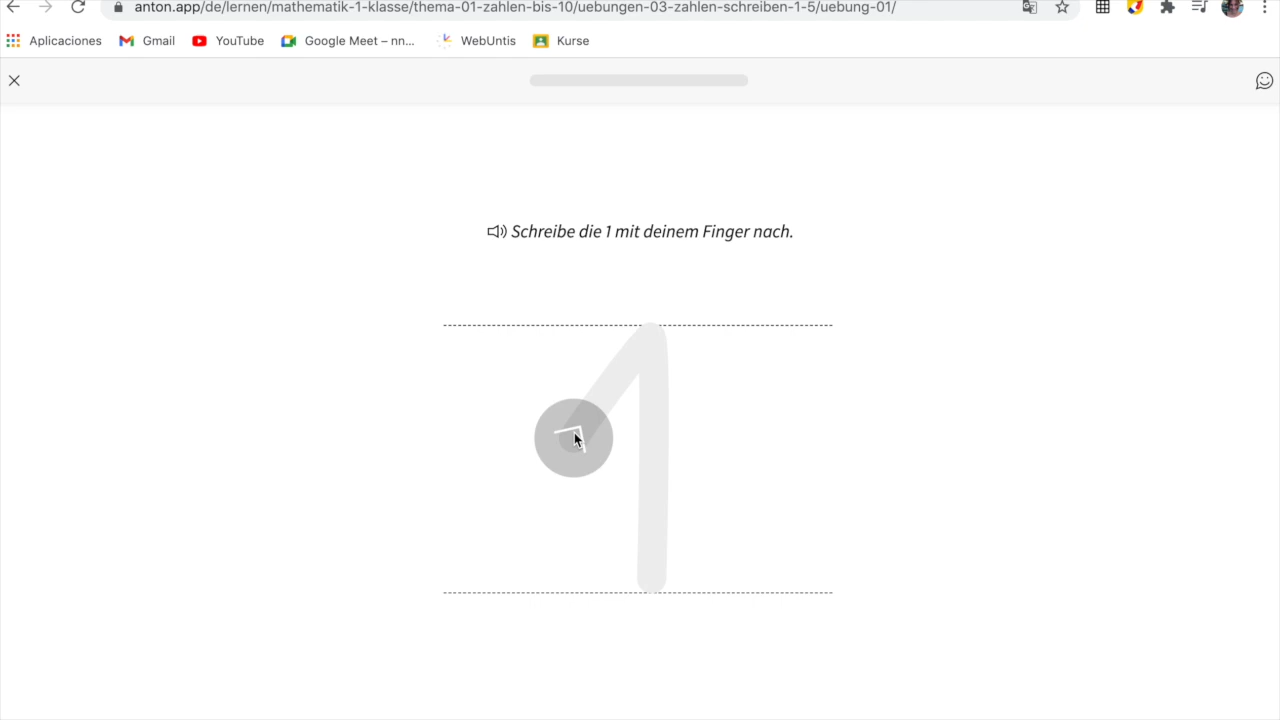 anton.app/de/lernen/mathematik-1-klasse/thema-01-zahlen-bis-10/uebungen-03-zahlen-schreiben-1-5/uebung-01/
Aplicaciones Gmail YouTube Google Meet – nn... WebUntis Kurse
Schreibe die 1 mit deinem Finger nach.
1